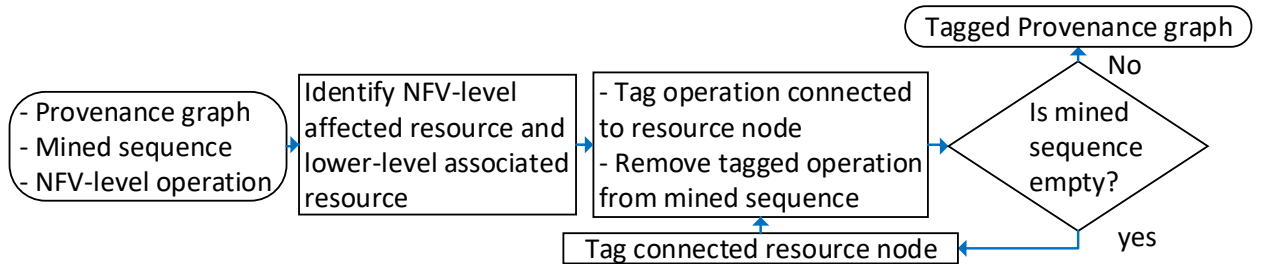 Tagged Provenance graph
- Provenance graph
- Mined sequence
- NFV-level operation
Identify NFV-level
affected resource and
lower-level associated
resource
- Tag operation connected
to resource node
- Remove tagged operation
from mined sequence
No
Is mined
sequence
empty?
yes
Tag connected resource node